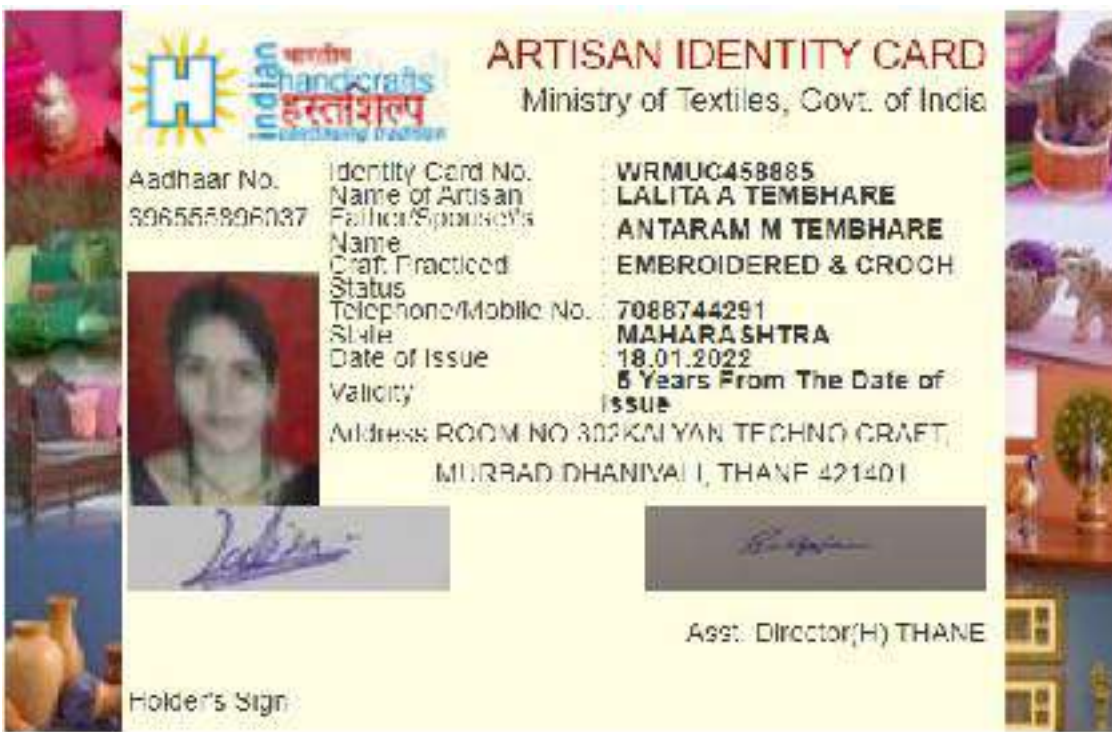 भारतीय
indian handicrafts
हस्तशिल्प
ARTISAN IDENTITY CARD
Ministry of Textiles, Govt. of India
Aadhaar No.
Identity Card No. : WRMUC458885
Name of Artisan : LALITA A TEMBHARE
Father/Spouse's Name : ANTARAM M TEMBHARE
Craft Practiced : EMBROIDERED & CROCH
Status
Telephone/Mobile No. : 7088744291
State : MAHARASHTRA
Date of Issue : 18.01.2022
Validity : 5 Years From The Date of Issue
Address ROOM NO 302KALYAN TECHNO CRAFT,
MURBAD DHANIVALI, THANE 421401
Asst. Director(H) THANE
Holder's Sign